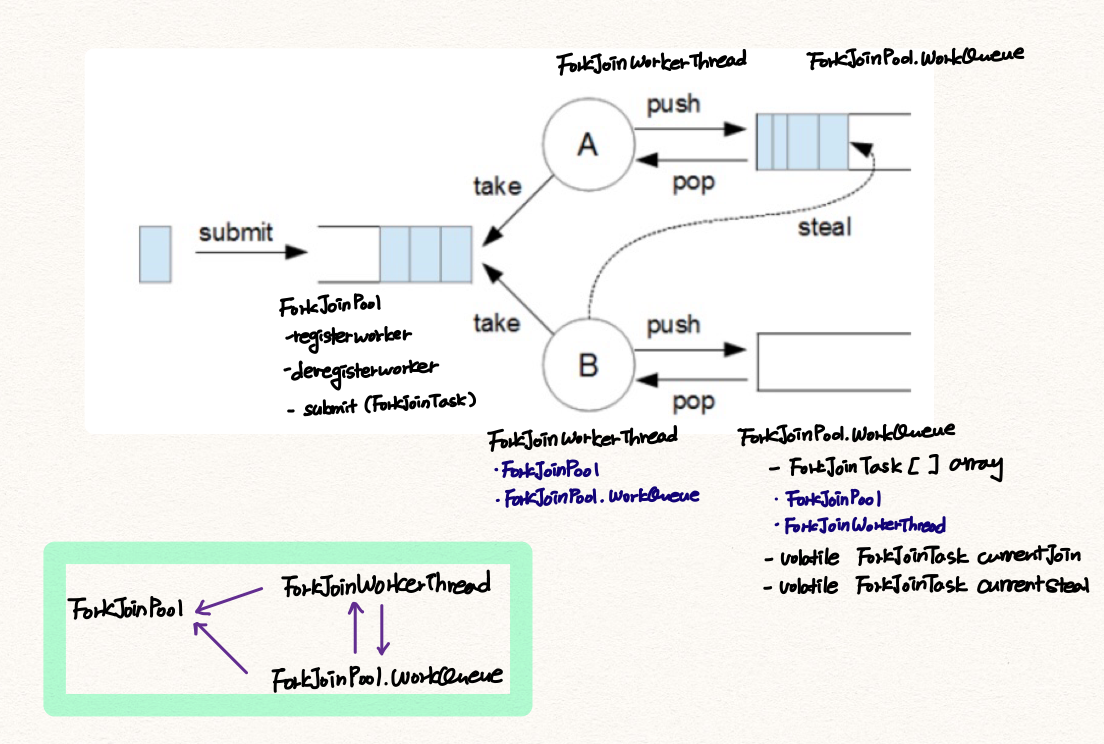 ForkJoinWorkerThread
ForkJoinPool.WorkQueue
push
A
pop
take
steal
submit
ForkJoinPool
-registerworker
-deregisterworker
- submit (ForkJoinTask)
take
push
B
pop
ForkJoinWorkerThread
· ForkJoinPool
· ForkJoinPool.WorkQueue
ForkJoinPool.WorkQueue
- ForkJoinTask [ ] array
· ForkJoinPool
· ForkJoinWorkerThread
- volatile ForkJoinTask currentJoin
- volatile ForkJoinTask currentSteal
ForkJoinWorkerThread
ForkJoinPool
ForkJoinPool.WorkQueue